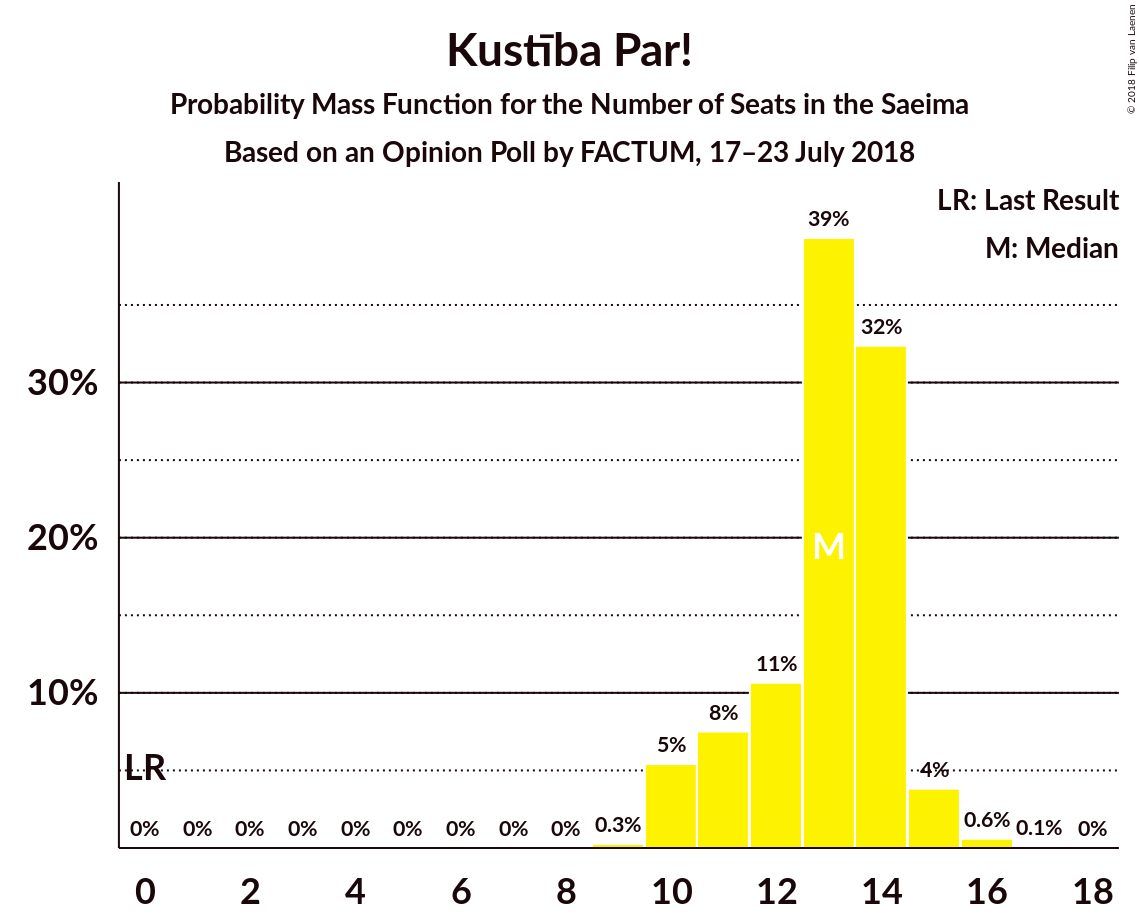 Kustība Par!
Probability Mass Function for the Number of Seats in the Saeima
Based on an Opinion Poll by FACTUM, 17–23 July 2018
© 2018 Filip van Laenen
LR: Last Result
M: Median
39%
32%
30%
20%
M
11%
10%
8%
5%
LR
4%
0% 0% 0% 0% 0% 0% 0% 0% 0% 0.3% 0.6% 0.1% 0%
0 2 4 6 8 10 12 14 16 18